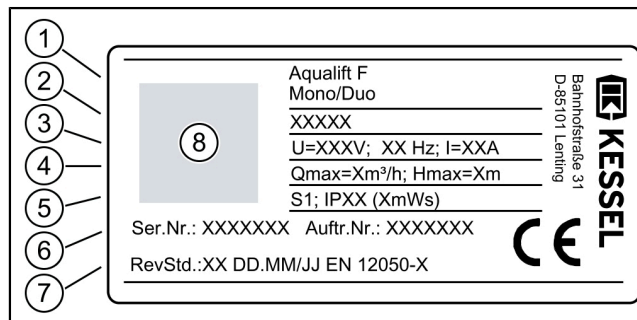 1
2
3
4
5
6
7
8
Aqualift F
Mono/Duo
XXXXX
U=XXXV; XX Hz; I=XXA
Qmax=Xm³/h; Hmax=Xm
S1; IPXX (XmWs)
Ser.Nr.: XXXXXXX Auftr.Nr.: XXXXXXX
RevStd.:XX DD.MM/JJ EN 12050-X
CE
Bahnhofstraße 31
D-85101 Lenting
KESSEL